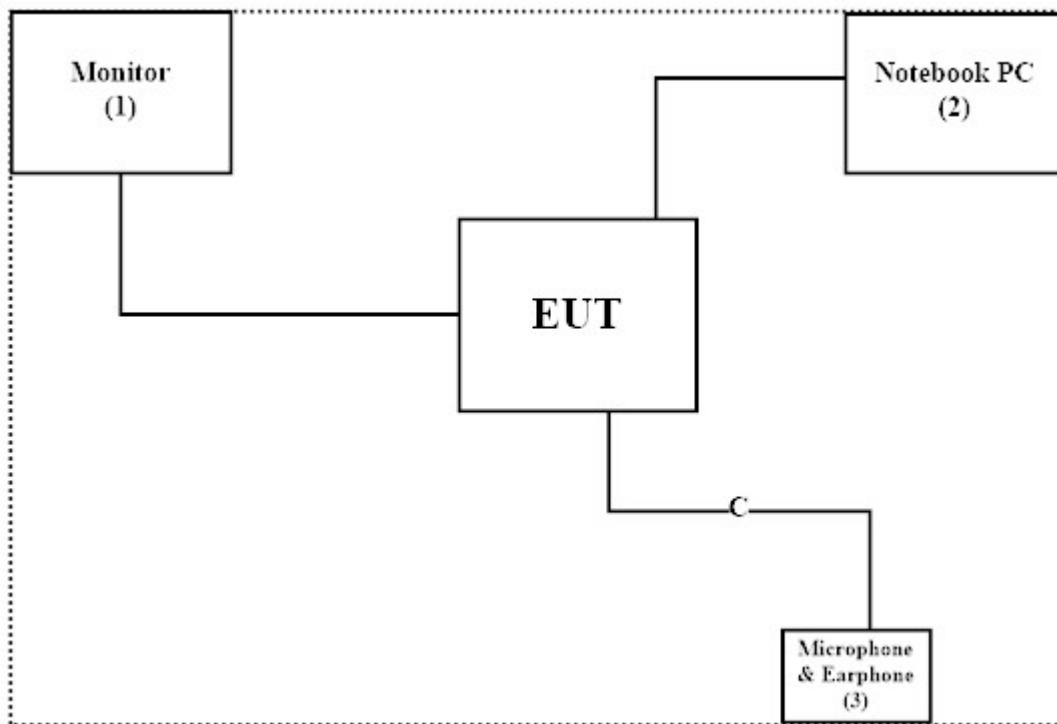 Monitor
(1)
Notebook PC
(2)
EUT
C
Microphone
& Earphone
(3)